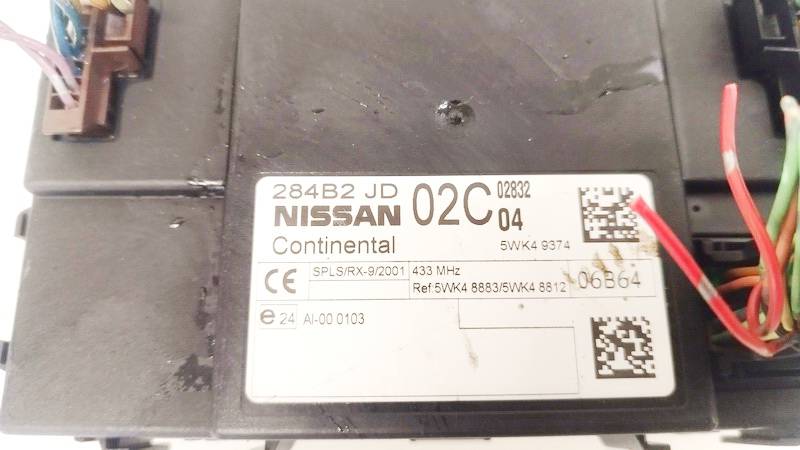 284B2 JD 02C 02832
NISSAN 04
Continental 5WK4 9374
CE SPLS/RX-9/2001 433 MHz
Ref:5WK4 8883/5WK4 8812 06B64
e 24 AI-00 0103